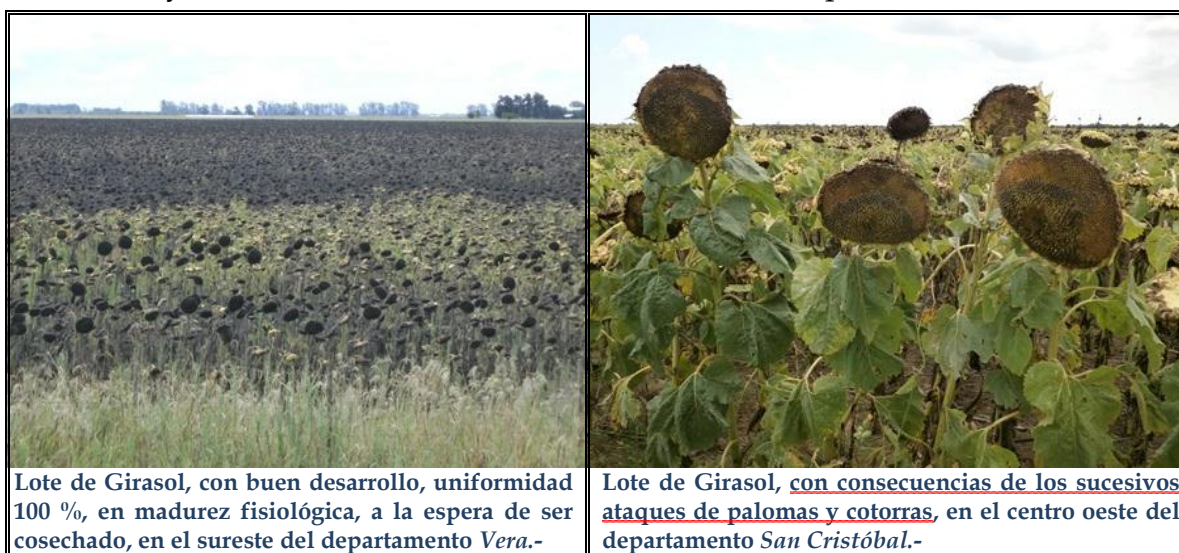 Lote de Girasol, con buen desarrollo, uniformidad
100 %, en madurez fisiológica, a la espera de ser
cosechado, en el sureste del departamento Vera.-
Lote de Girasol, con consecuencias de los sucesivos
ataques de palomas y cotorras, en el centro oeste del
departamento San Cristóbal.-